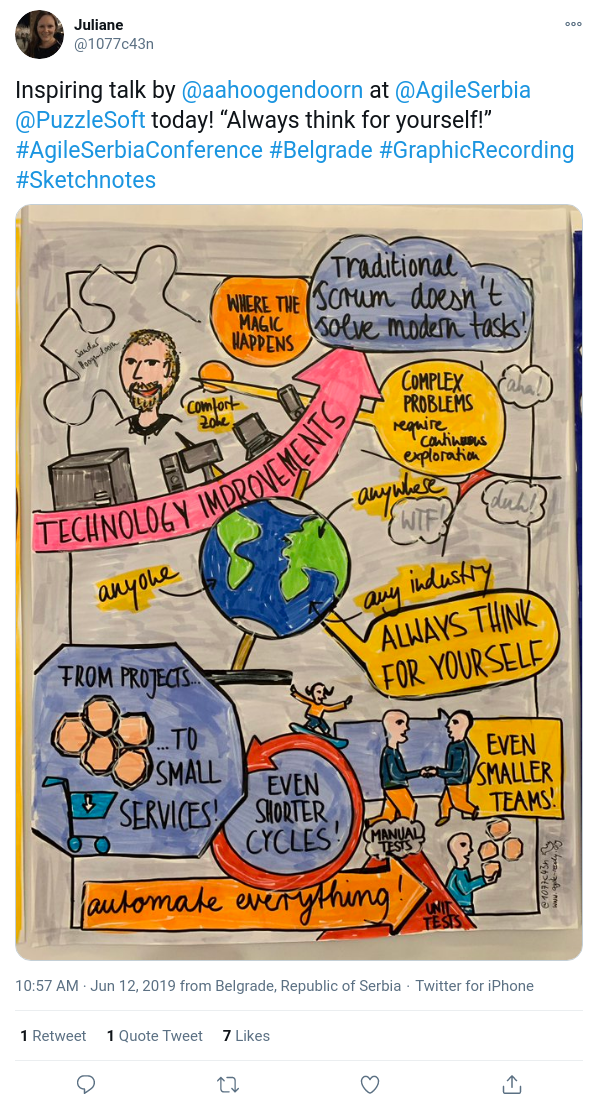 Juliane
@1077c43n
Inspiring talk by @aahoogendoorn at @AgileSerbia
@PuzzleSoft today! “Always think for yourself!”
#AgileSerbiaConference #Belgrade #GraphicRecording
#Sketchnotes
Traditional
Scrum doesn't
solve modern tasks!
WHERE THE
MAGIC
HAPPENS
Sander
Hoogendoorn
comfort-
zone
COMPLEX
PROBLEMS
require
continuous
exploration
aha!
TECHNOLOGY IMPROVEMENTS
anywhere
WTF!
duh!
anyone
any industry
ALWAYS THINK
FOR YOURSELF
FROM PROJECTS...
...TO
SMALL
SERVICES!
EVEN
SHORTER
CYCLES!
EVEN
SMALLER
TEAMS!
MANUAL
TESTS
automate everything!
UNIT
TESTS
@1077c43n
10:57 AM · Jun 12, 2019 from Belgrade, Republic of Serbia · Twitter for iPhone
1 Retweet 1 Quote Tweet 7 Likes